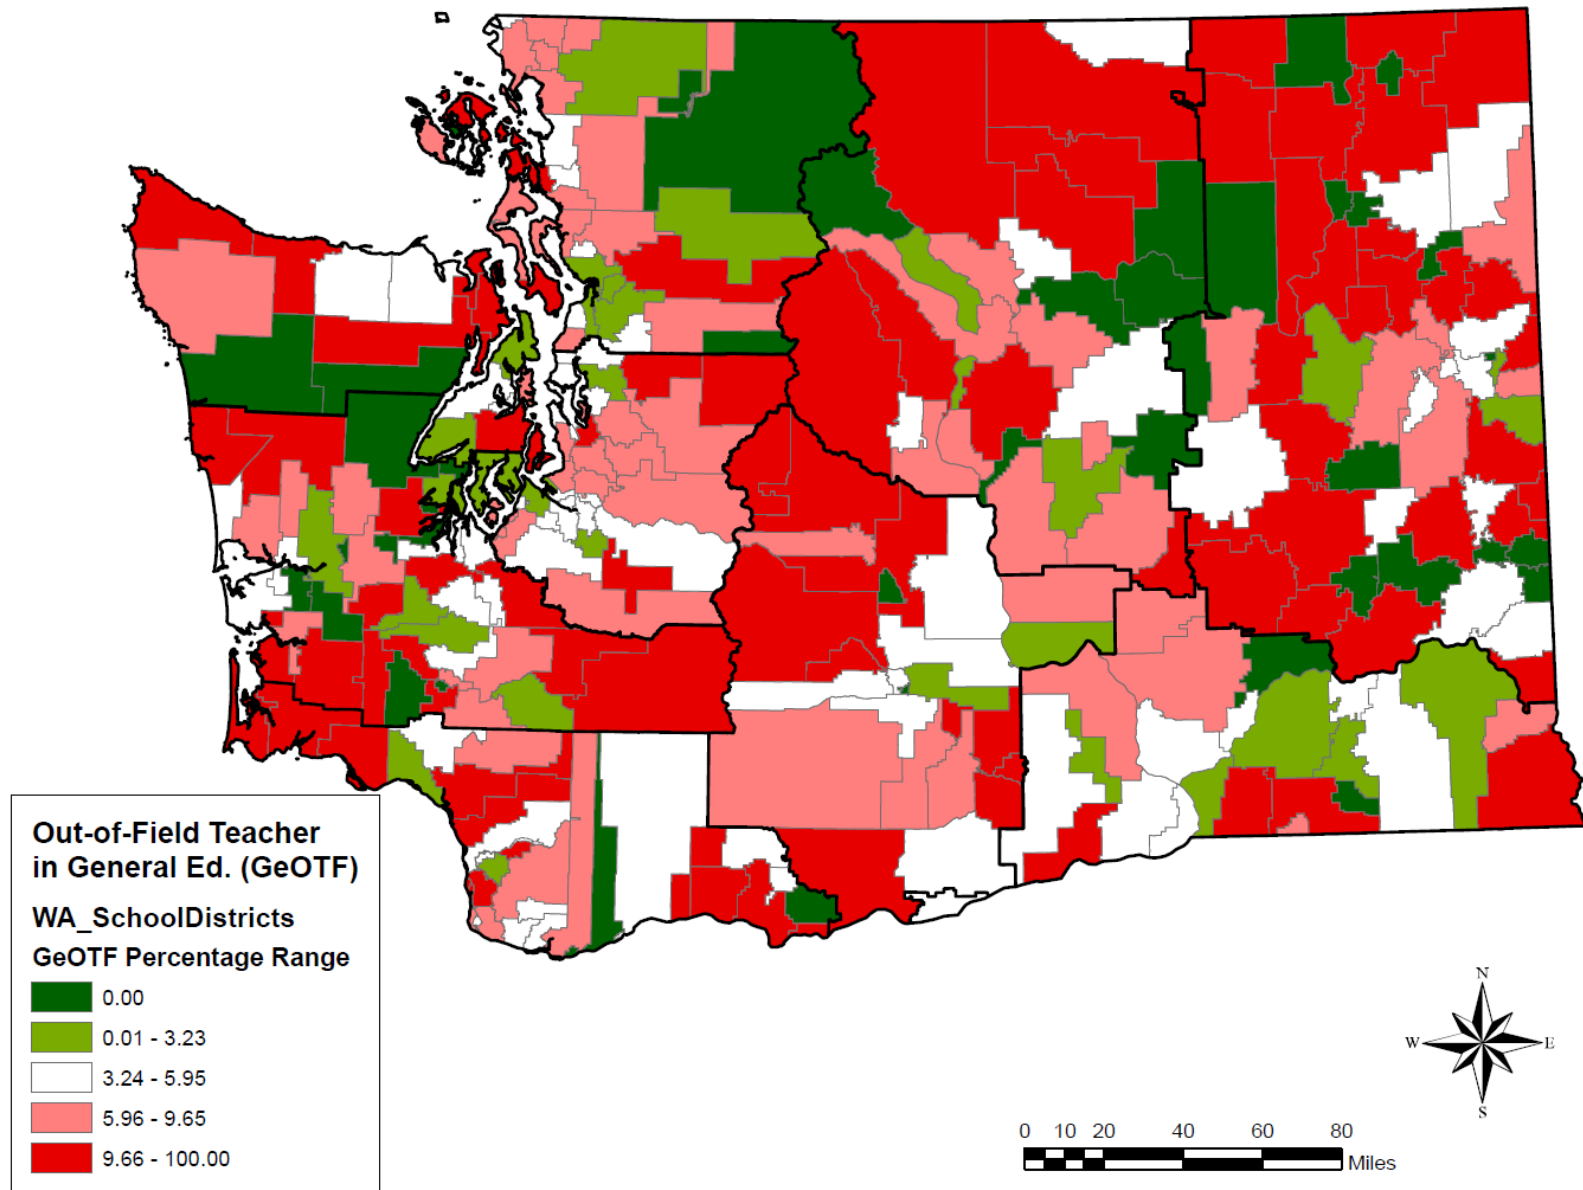 Out-of-Field Teacher
in General Ed. (GeOTF)
WA_SchoolDistricts
GeOTF Percentage Range
0.00
0.01 - 3.23
3.24 - 5.95
5.96 - 9.65
9.66 - 100.00
N
W E
S
0 10 20 40 60 80
Miles